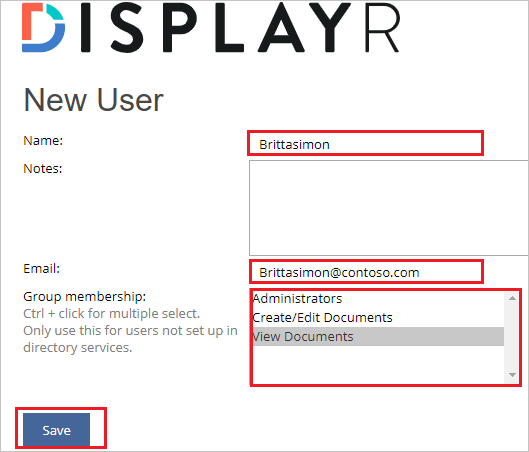 DISPLAYR
New User
Name:
Brittasimon
Notes:
Email:
Brittasimon@contoso.com
Group membership:
Ctrl + click for multiple select.
Only use this for users not set up in
directory services.
Administrators
Create/Edit Documents
View Documents
Save